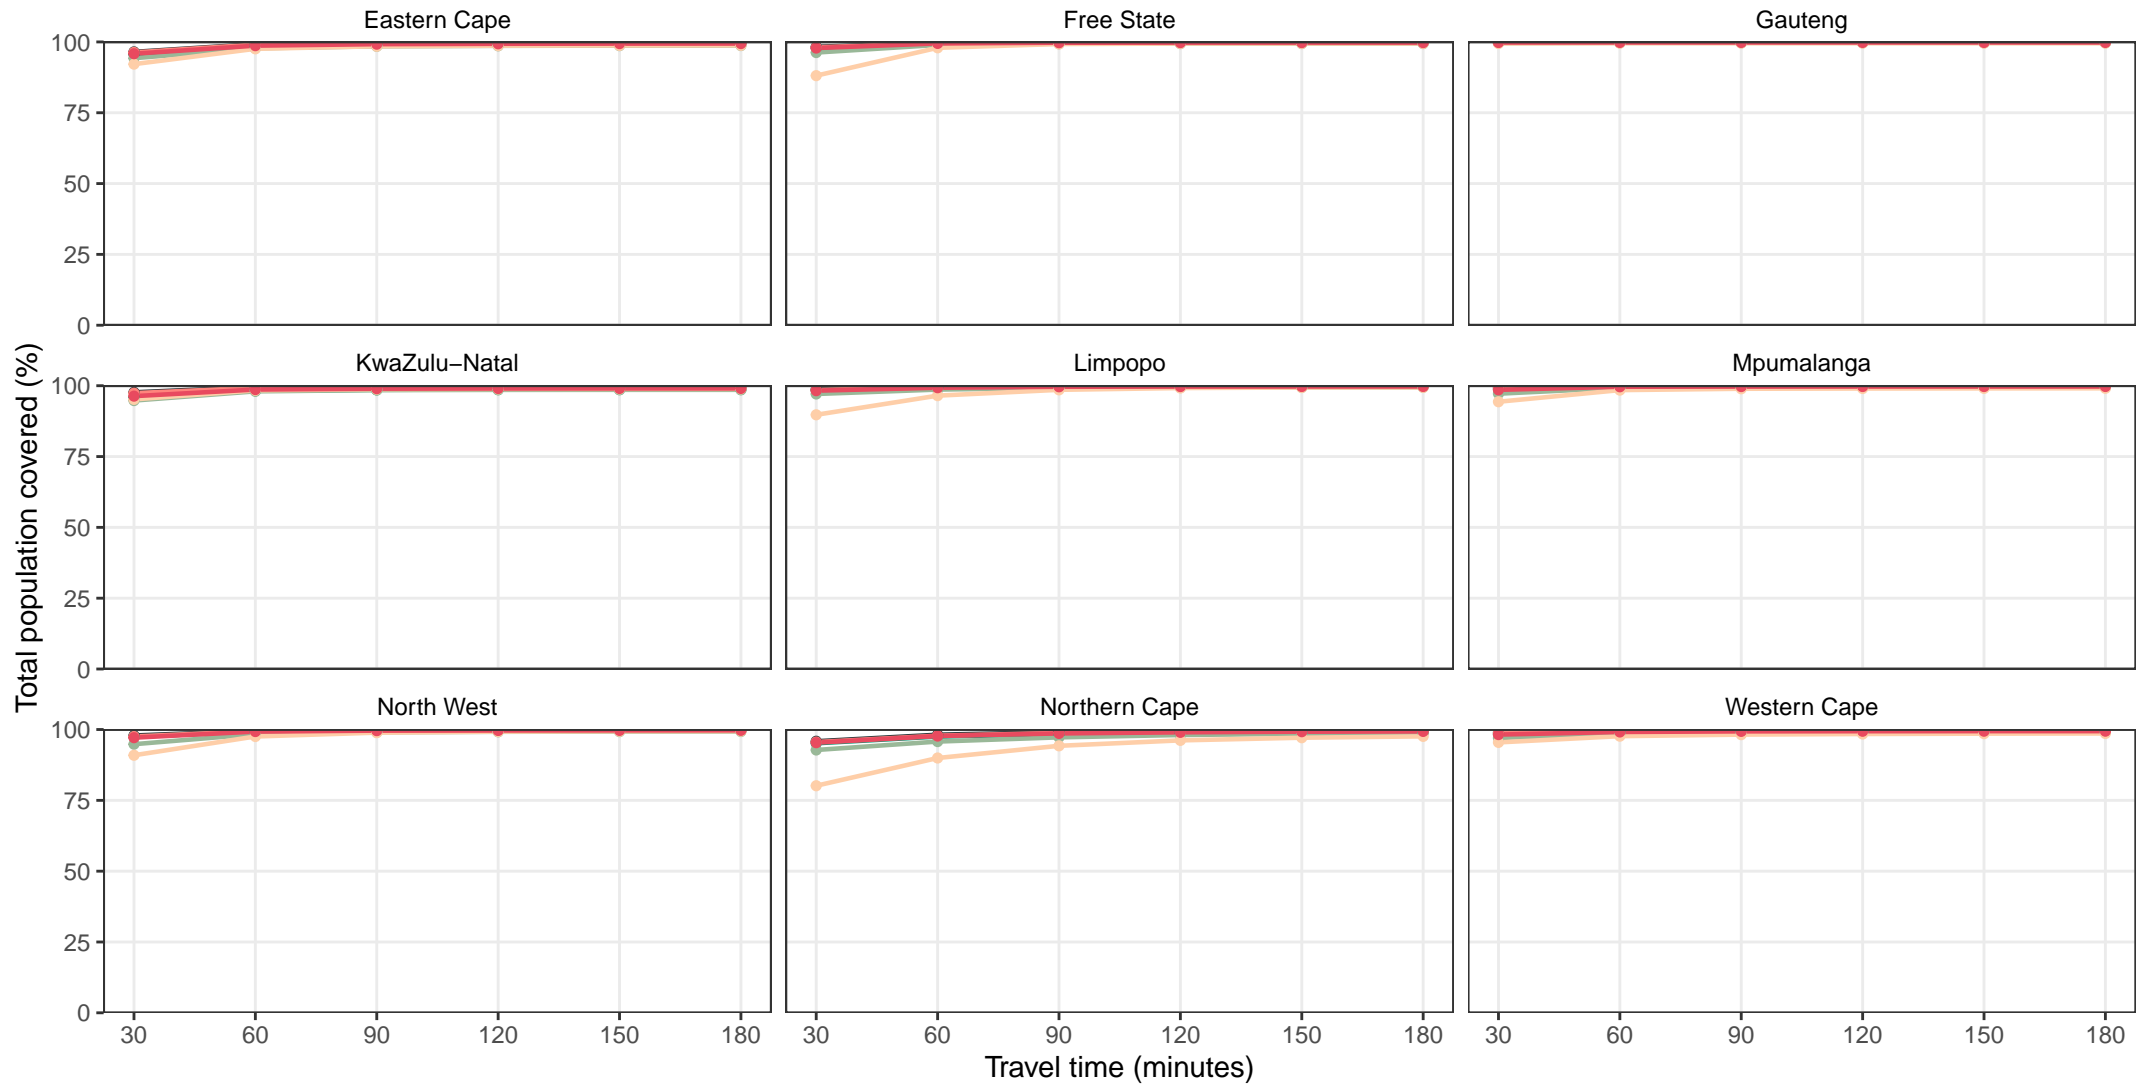 Eastern Cape
Free State
Gauteng
100
75
50
25
0
KwaZulu−Natal
Limpopo
Mpumalanga
100
75
50
25
0
Total population covered (%)
North West
Northern Cape
Western Cape
100
75
50
25
0
30 60 90 120 150 180
30 60 90 120 150 180
30 60 90 120 150 180
Travel time (minutes)